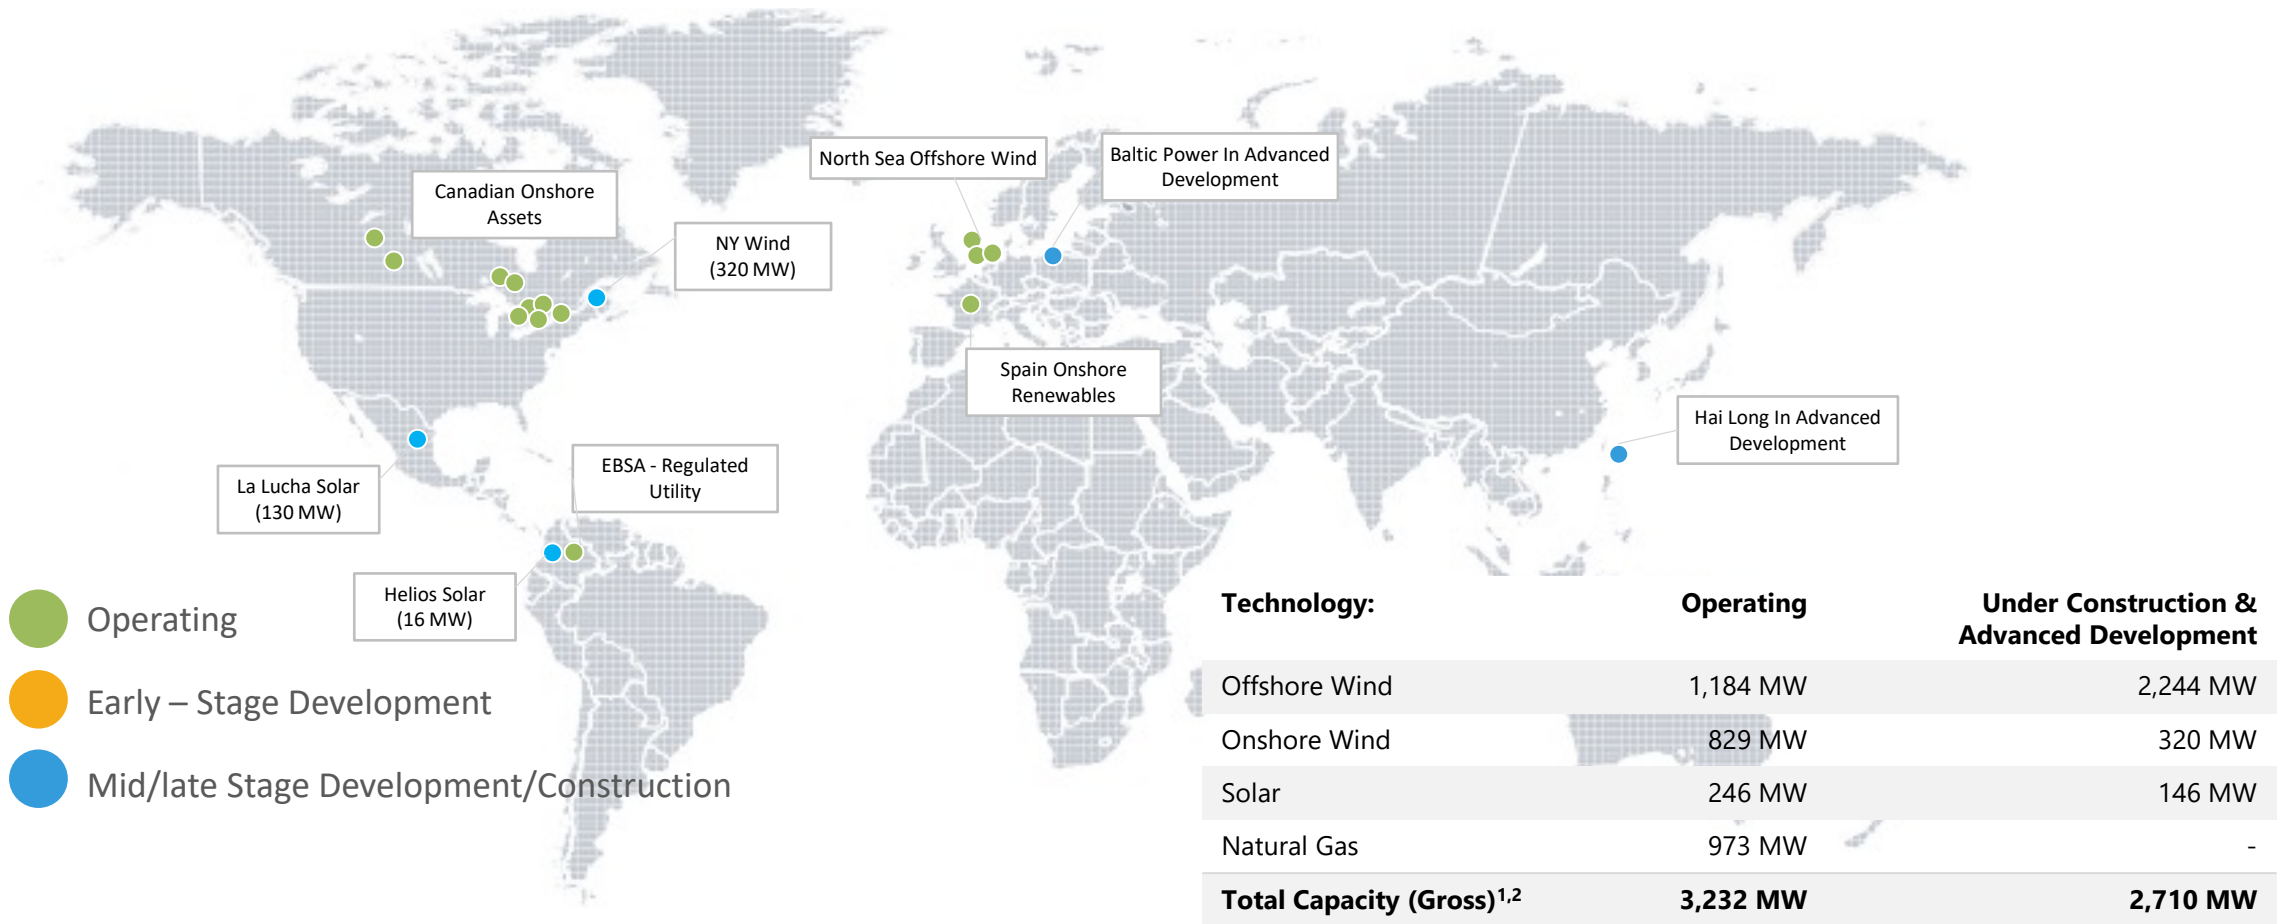 North Sea Offshore Wind
Baltic Power In Advanced
Development
Canadian Onshore
Assets
NY Wind
(320 MW)
Spain Onshore
Renewables
Hai Long In Advanced
Development
EBSA - Regulated
Utility
La Lucha Solar
(130 MW)
Helios Solar
(16 MW)
Operating
Early – Stage Development
Mid/late Stage Development/Construction
Technology: Operating Under Construction &
Advanced Development
Offshore Wind 1,184 MW 2,244 MW
Onshore Wind 829 MW 320 MW
Solar 246 MW 146 MW
Natural Gas 973 MW -
Total Capacity (Gross)1,2 3,232 MW 2,710 MW